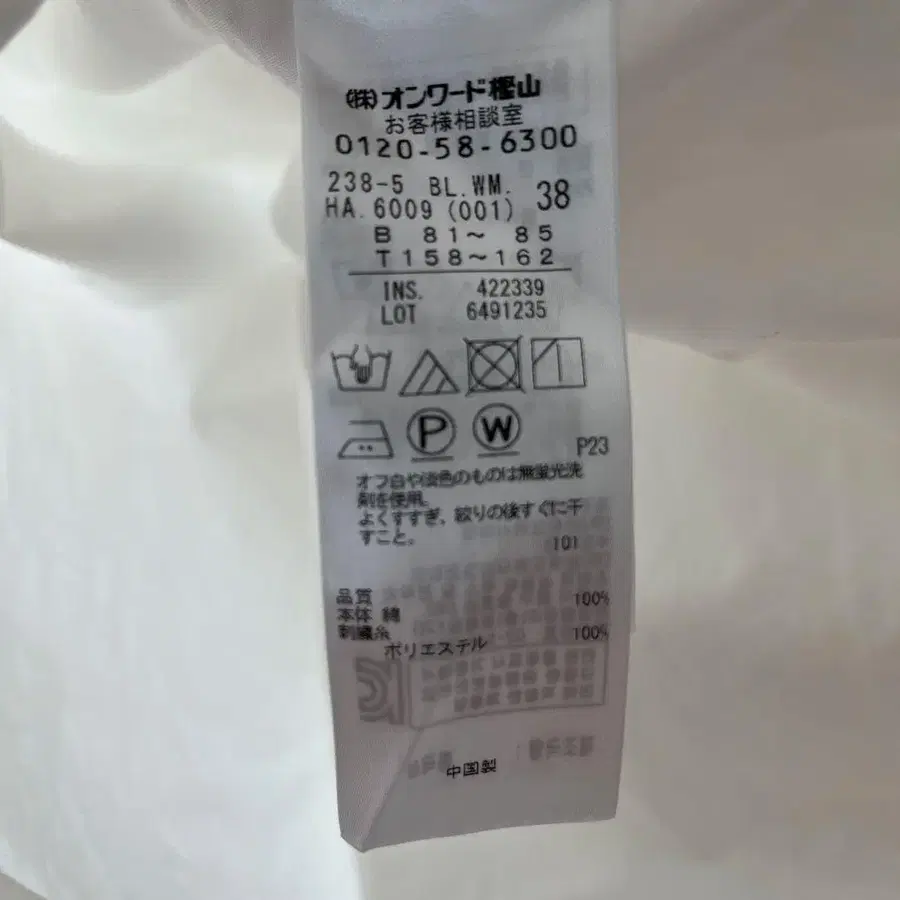 (株)オンワード樫山
お客様相談室
0120-58-6300
238-5 BL.WM. 38
HA.6009 (001)
B 81～ 85
T158～162
INS. 422339
LOT 6491235
P W P23
オフ白や淡色のものは無蛍光洗
剤を使用。
よくすすぎ、絞りの後すぐに干
すこと。 101
品質
本体 綿 100%
刺繍糸
ポリエステル 100%
中国製